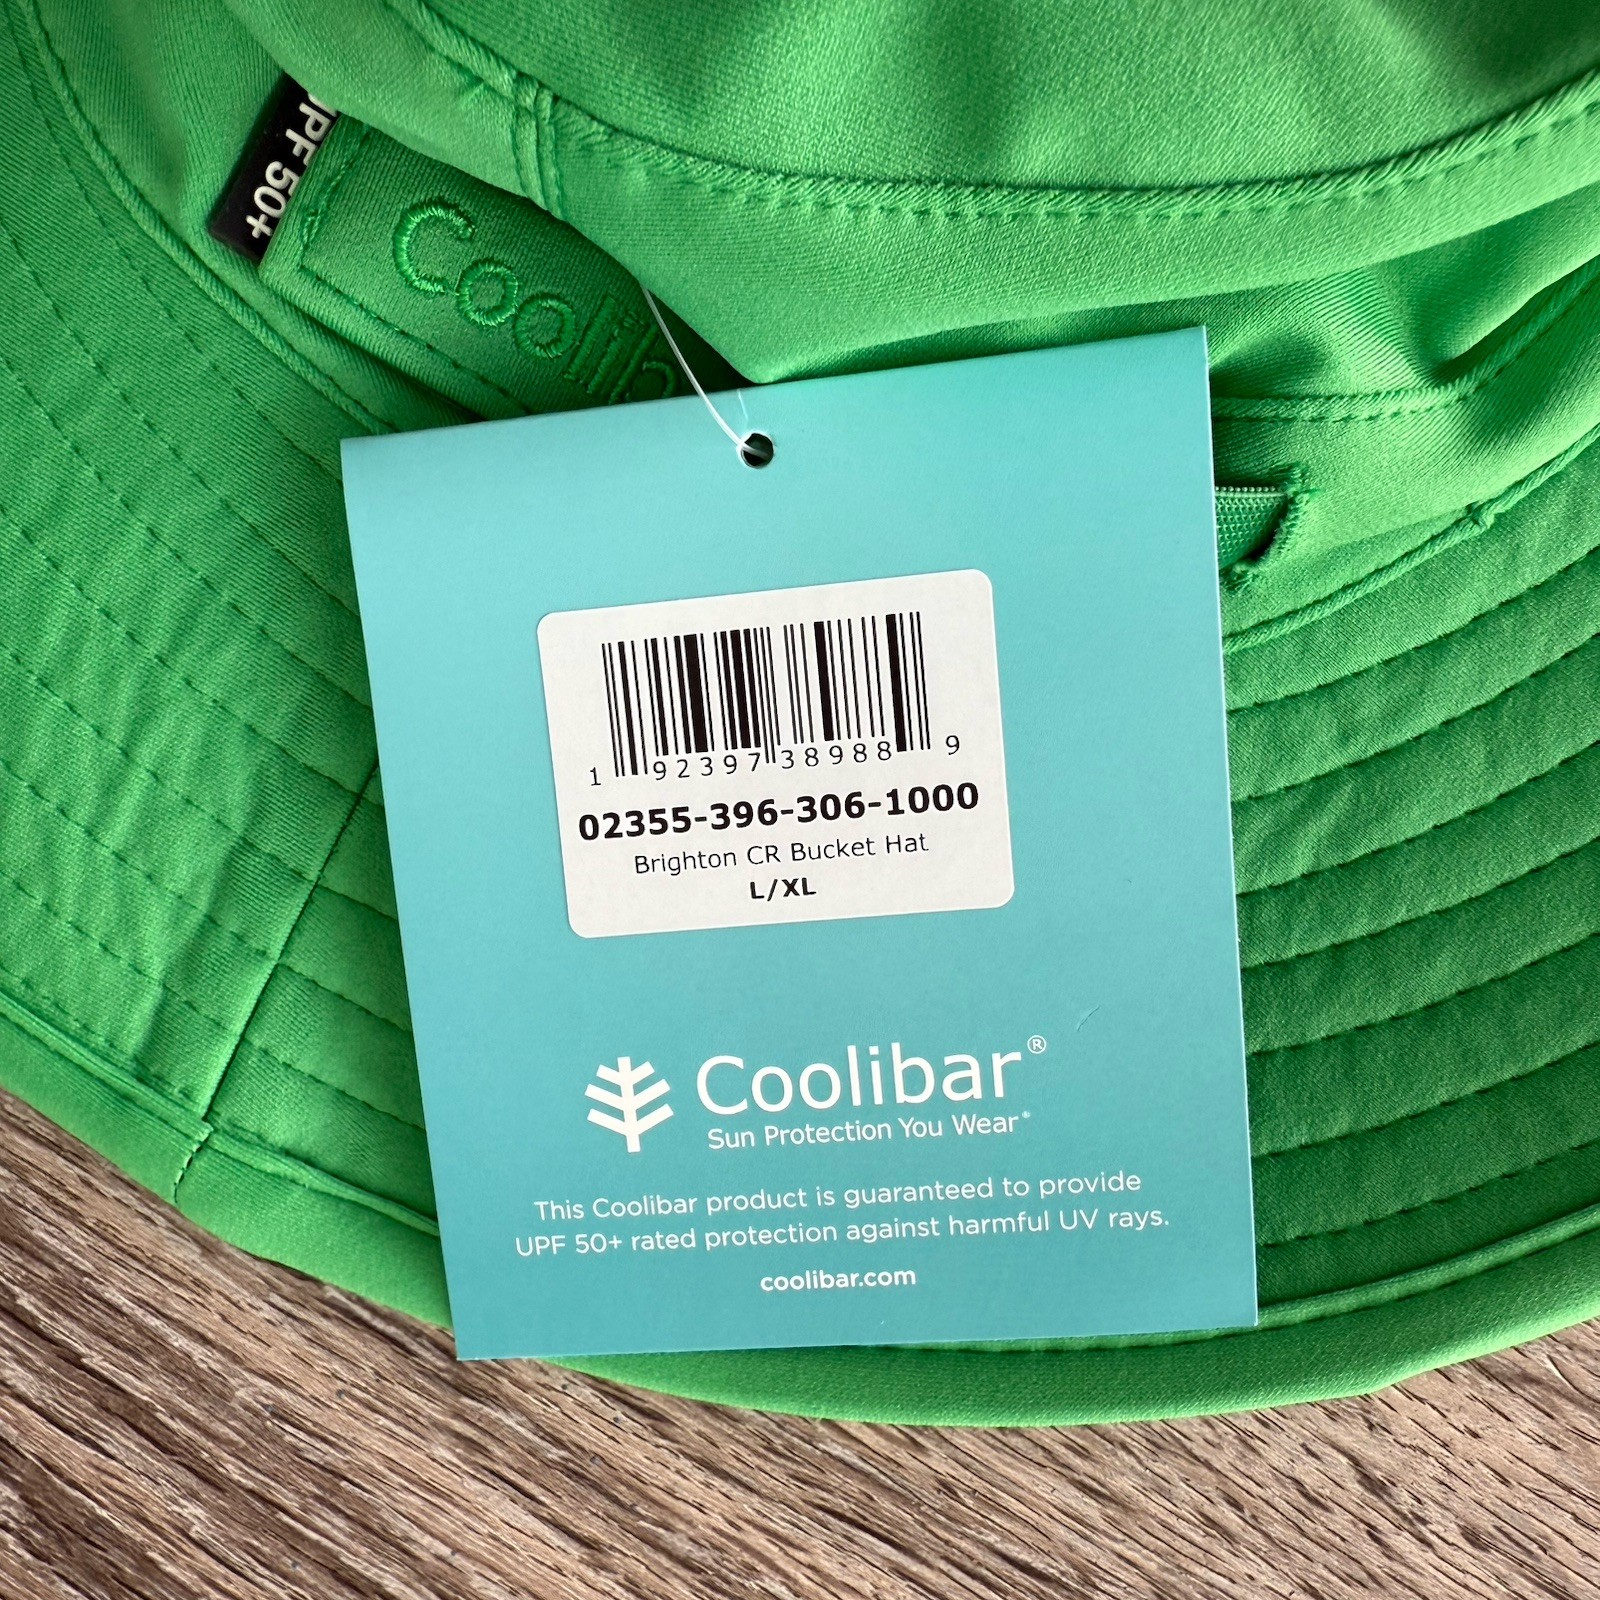 UPF 50+
Coolib
1 92397 38988 9
02355-396-306-1000
Brighton CR Bucket Hat
L/XL
Coolibar®
Sun Protection You Wear®
This Coolibar product is guaranteed to provide
UPF 50+ rated protection against harmful UV rays.
coolibar.com